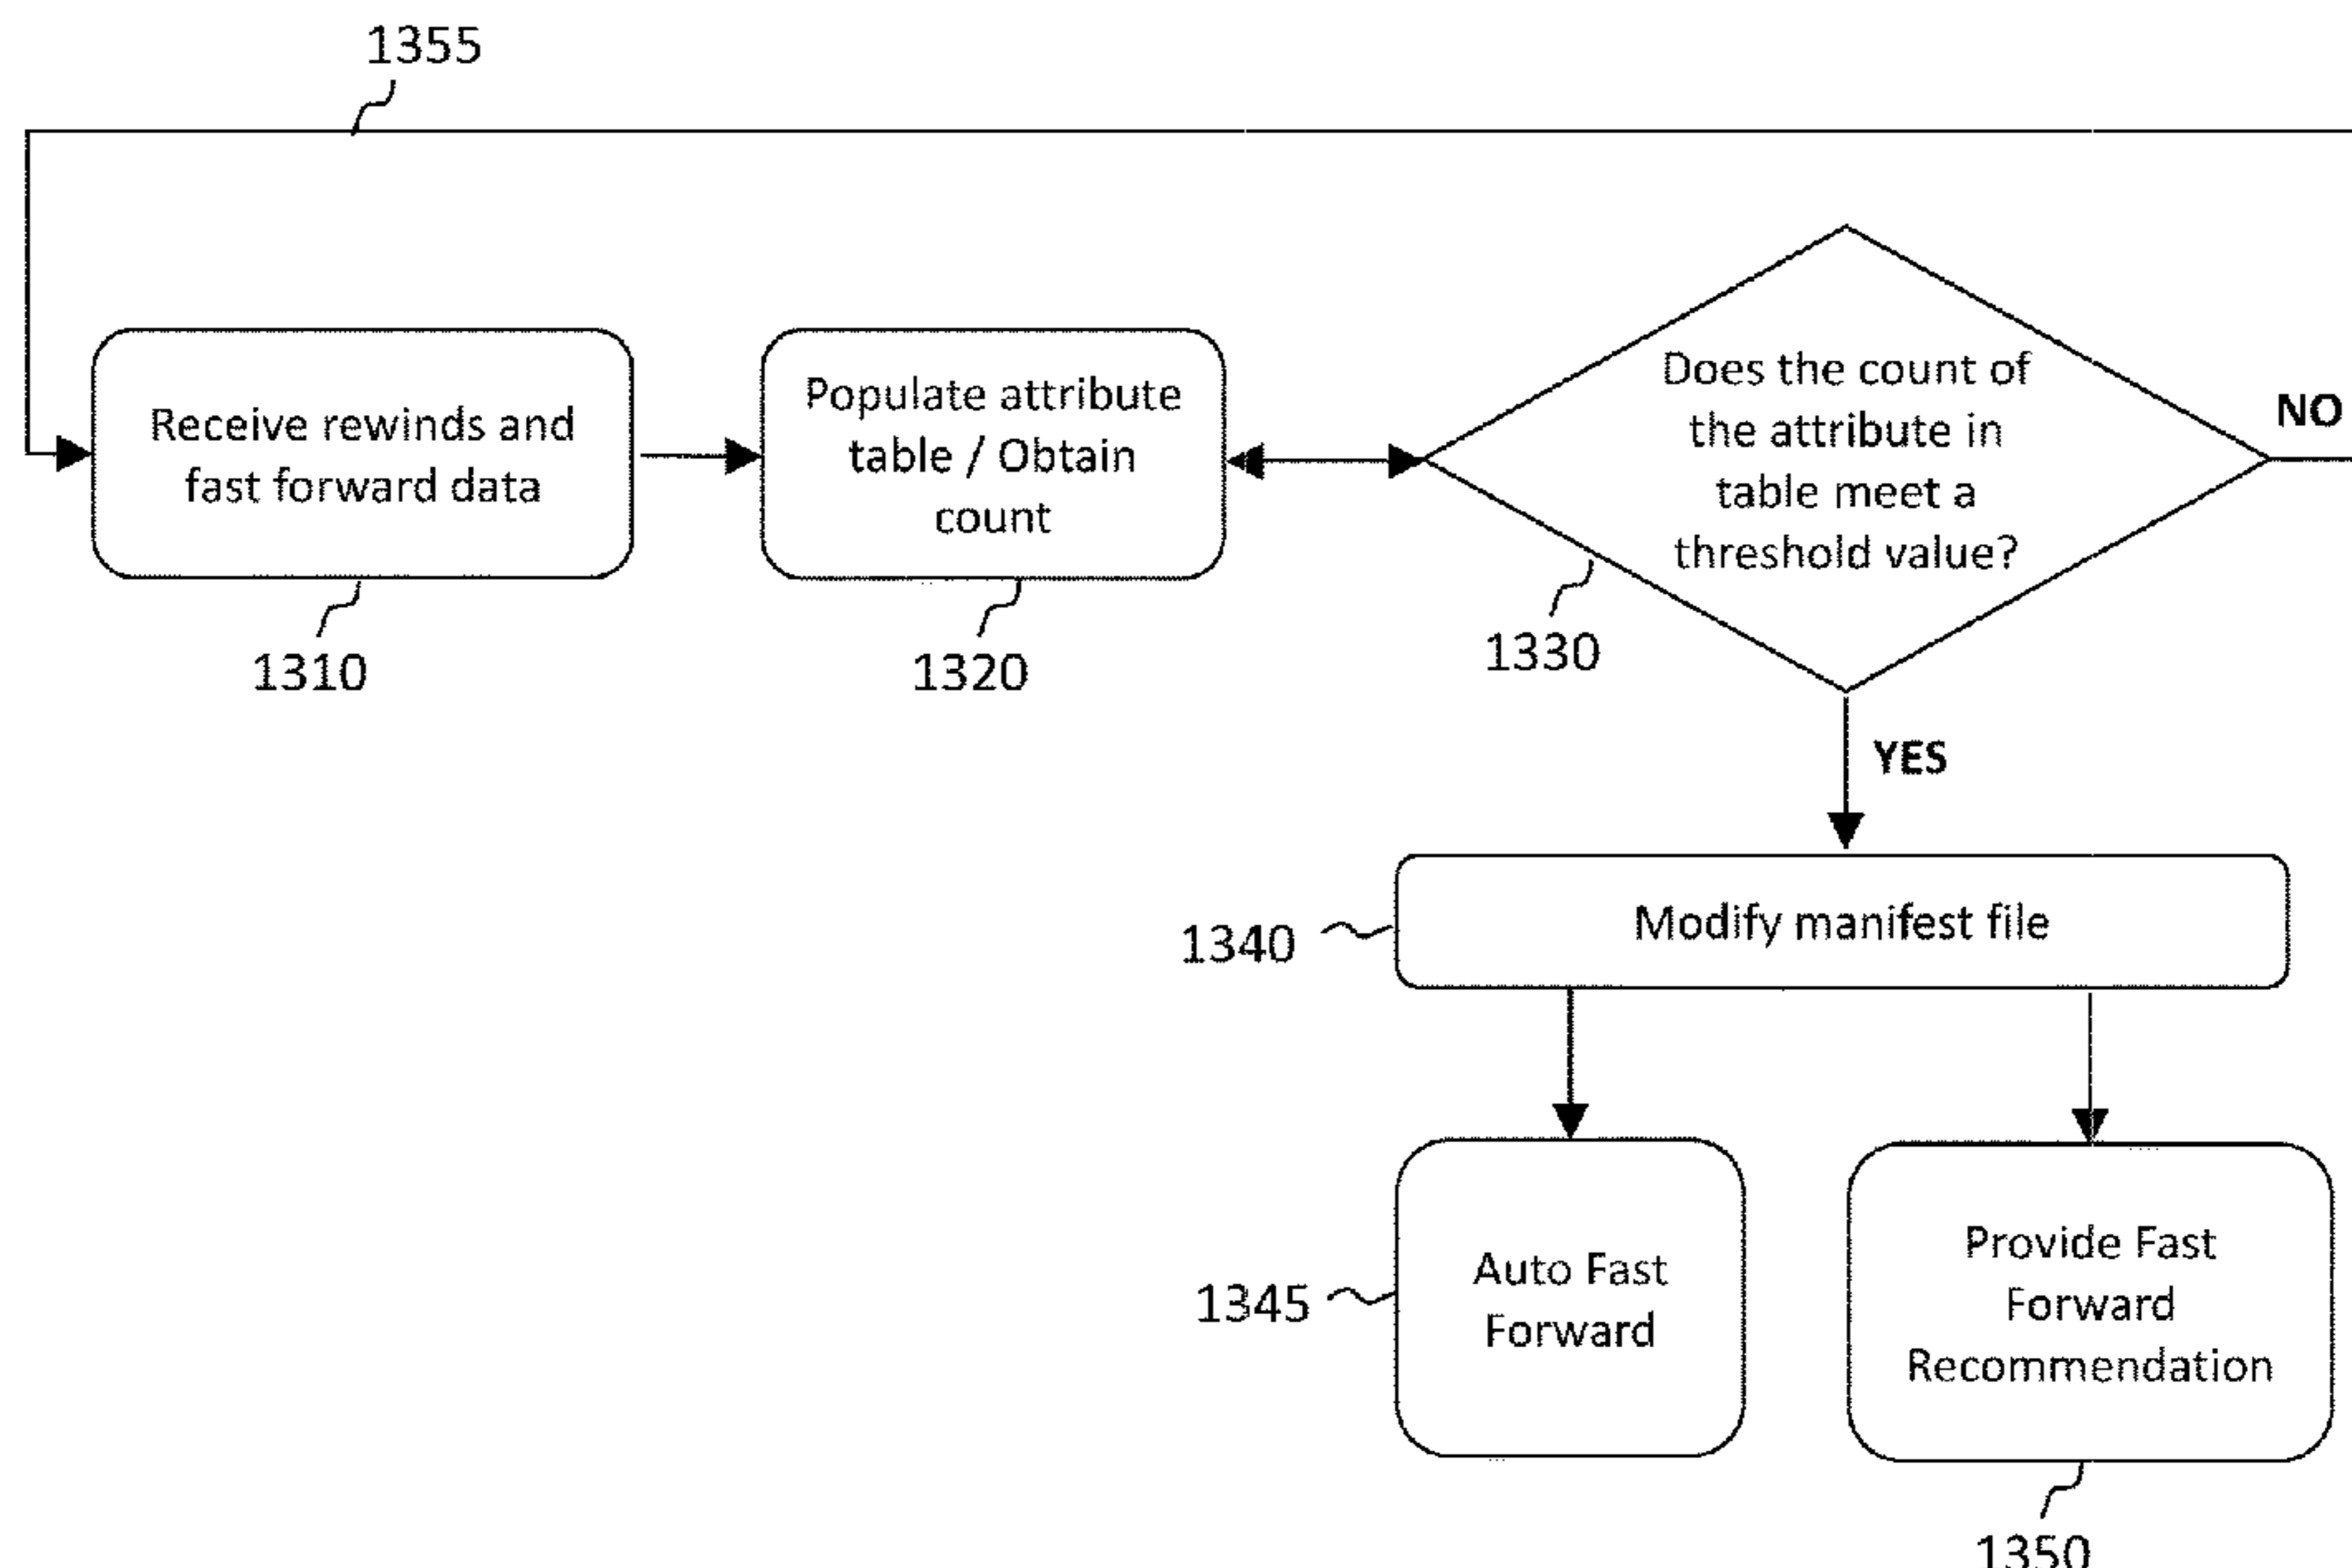 1355
Receive rewinds and
fast forward data
1310
Populate attribute
table / Obtain
count
1320
Does the count of
the attribute in
table meet a
threshold value?
1330
NO
YES
Modify manifest file
1340
Auto Fast
Forward
1345
Provide Fast
Forward
Recommendation
1350